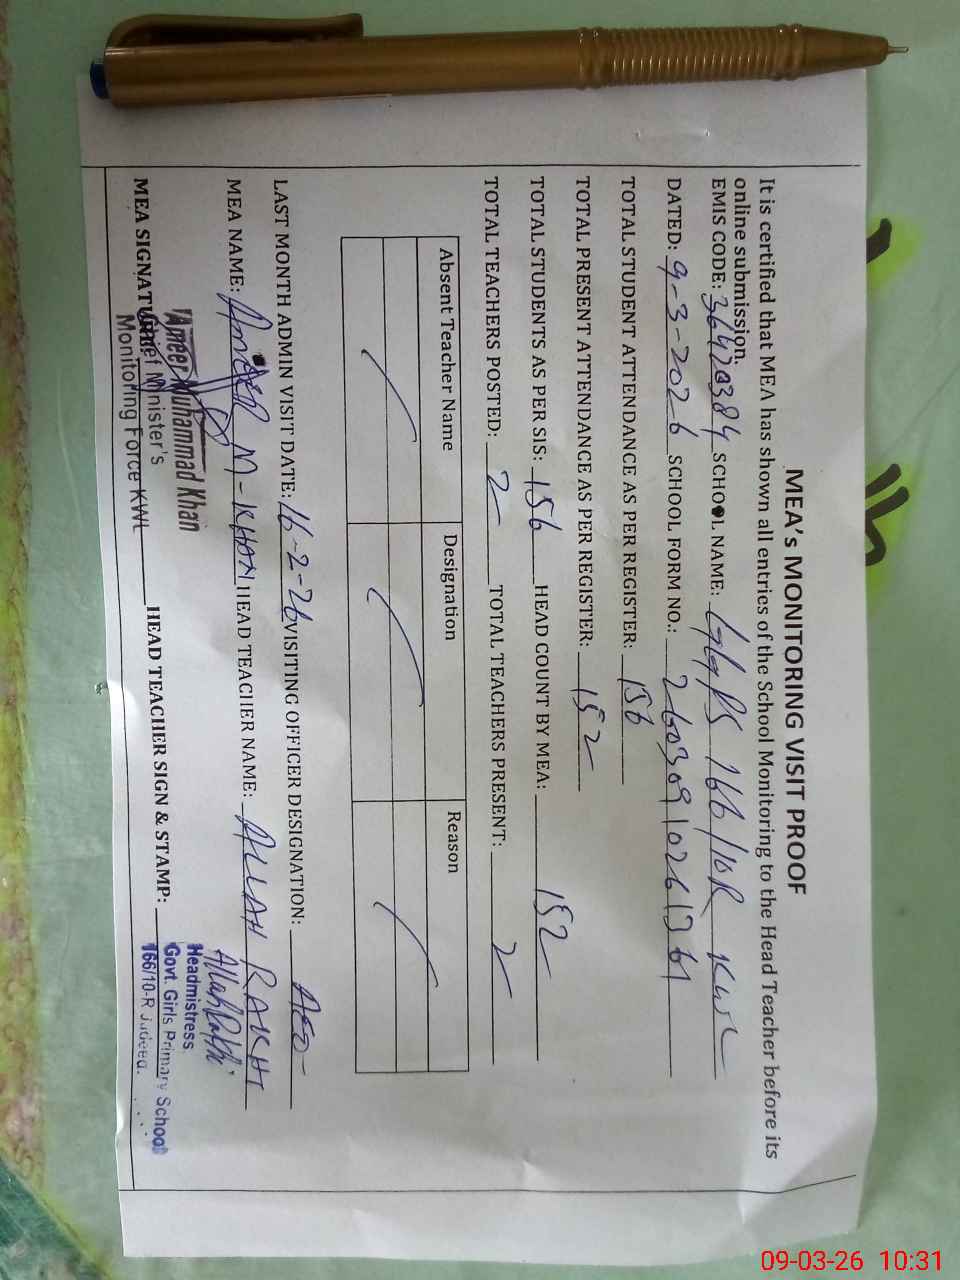 MEA's MONITORING VISIT PROOF
It is certified that MEA has shown all entries of the School Monitoring to the Head Teacher before its
online submission.
EMIS CODE: 36420384 SCHOOL NAME: GGPS 166/10R KWL
DATED: 9-3-2026 SCHOOL FORM NO.: 260309102613
TOTAL STUDENT ATTENDANCE AS PER REGISTER: 156
TOTAL PRESENT ATTENDANCE AS PER REGISTER: 152
TOTAL STUDENTS AS PER SIS: 156 HEAD COUNT BY MEA: 152
TOTAL TEACHERS POSTED: 2 TOTAL TEACHERS PRESENT: 2
Absent Teacher Name Designation Reason
LAST MONTH ADMIN VISIT DATE: 16-2-26 VISITING OFFICER DESIGNATION: AEO
MEA NAME: AMEER M-KHAN HEAD TEACHER NAME: ALLAH RAKHI
MEA SIGNATURE: HEAD TEACHER SIGN & STAMP:
Ameer Muhammad Khan
Chief Minister's
Monitoring Force KWL
Allah Rakhi
Headmistress
Govt. Girls Primary School
166/10-R Jadeed.
09-03-26 10:31